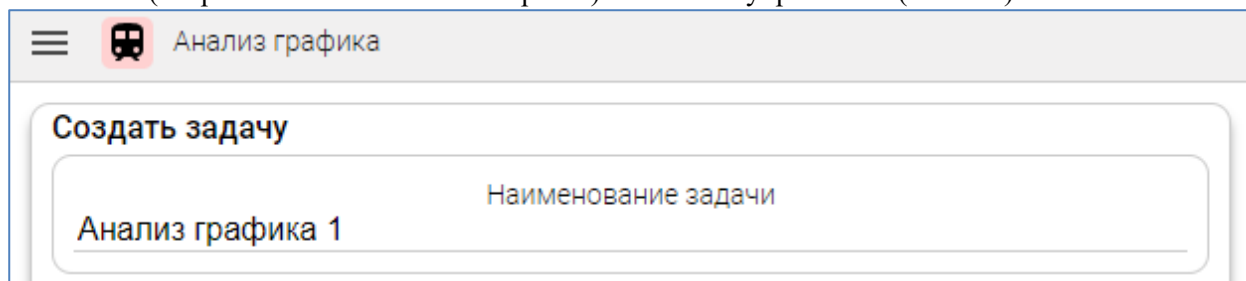 Анализ графика
Создать задачу
Наименование задачи
Анализ графика 1